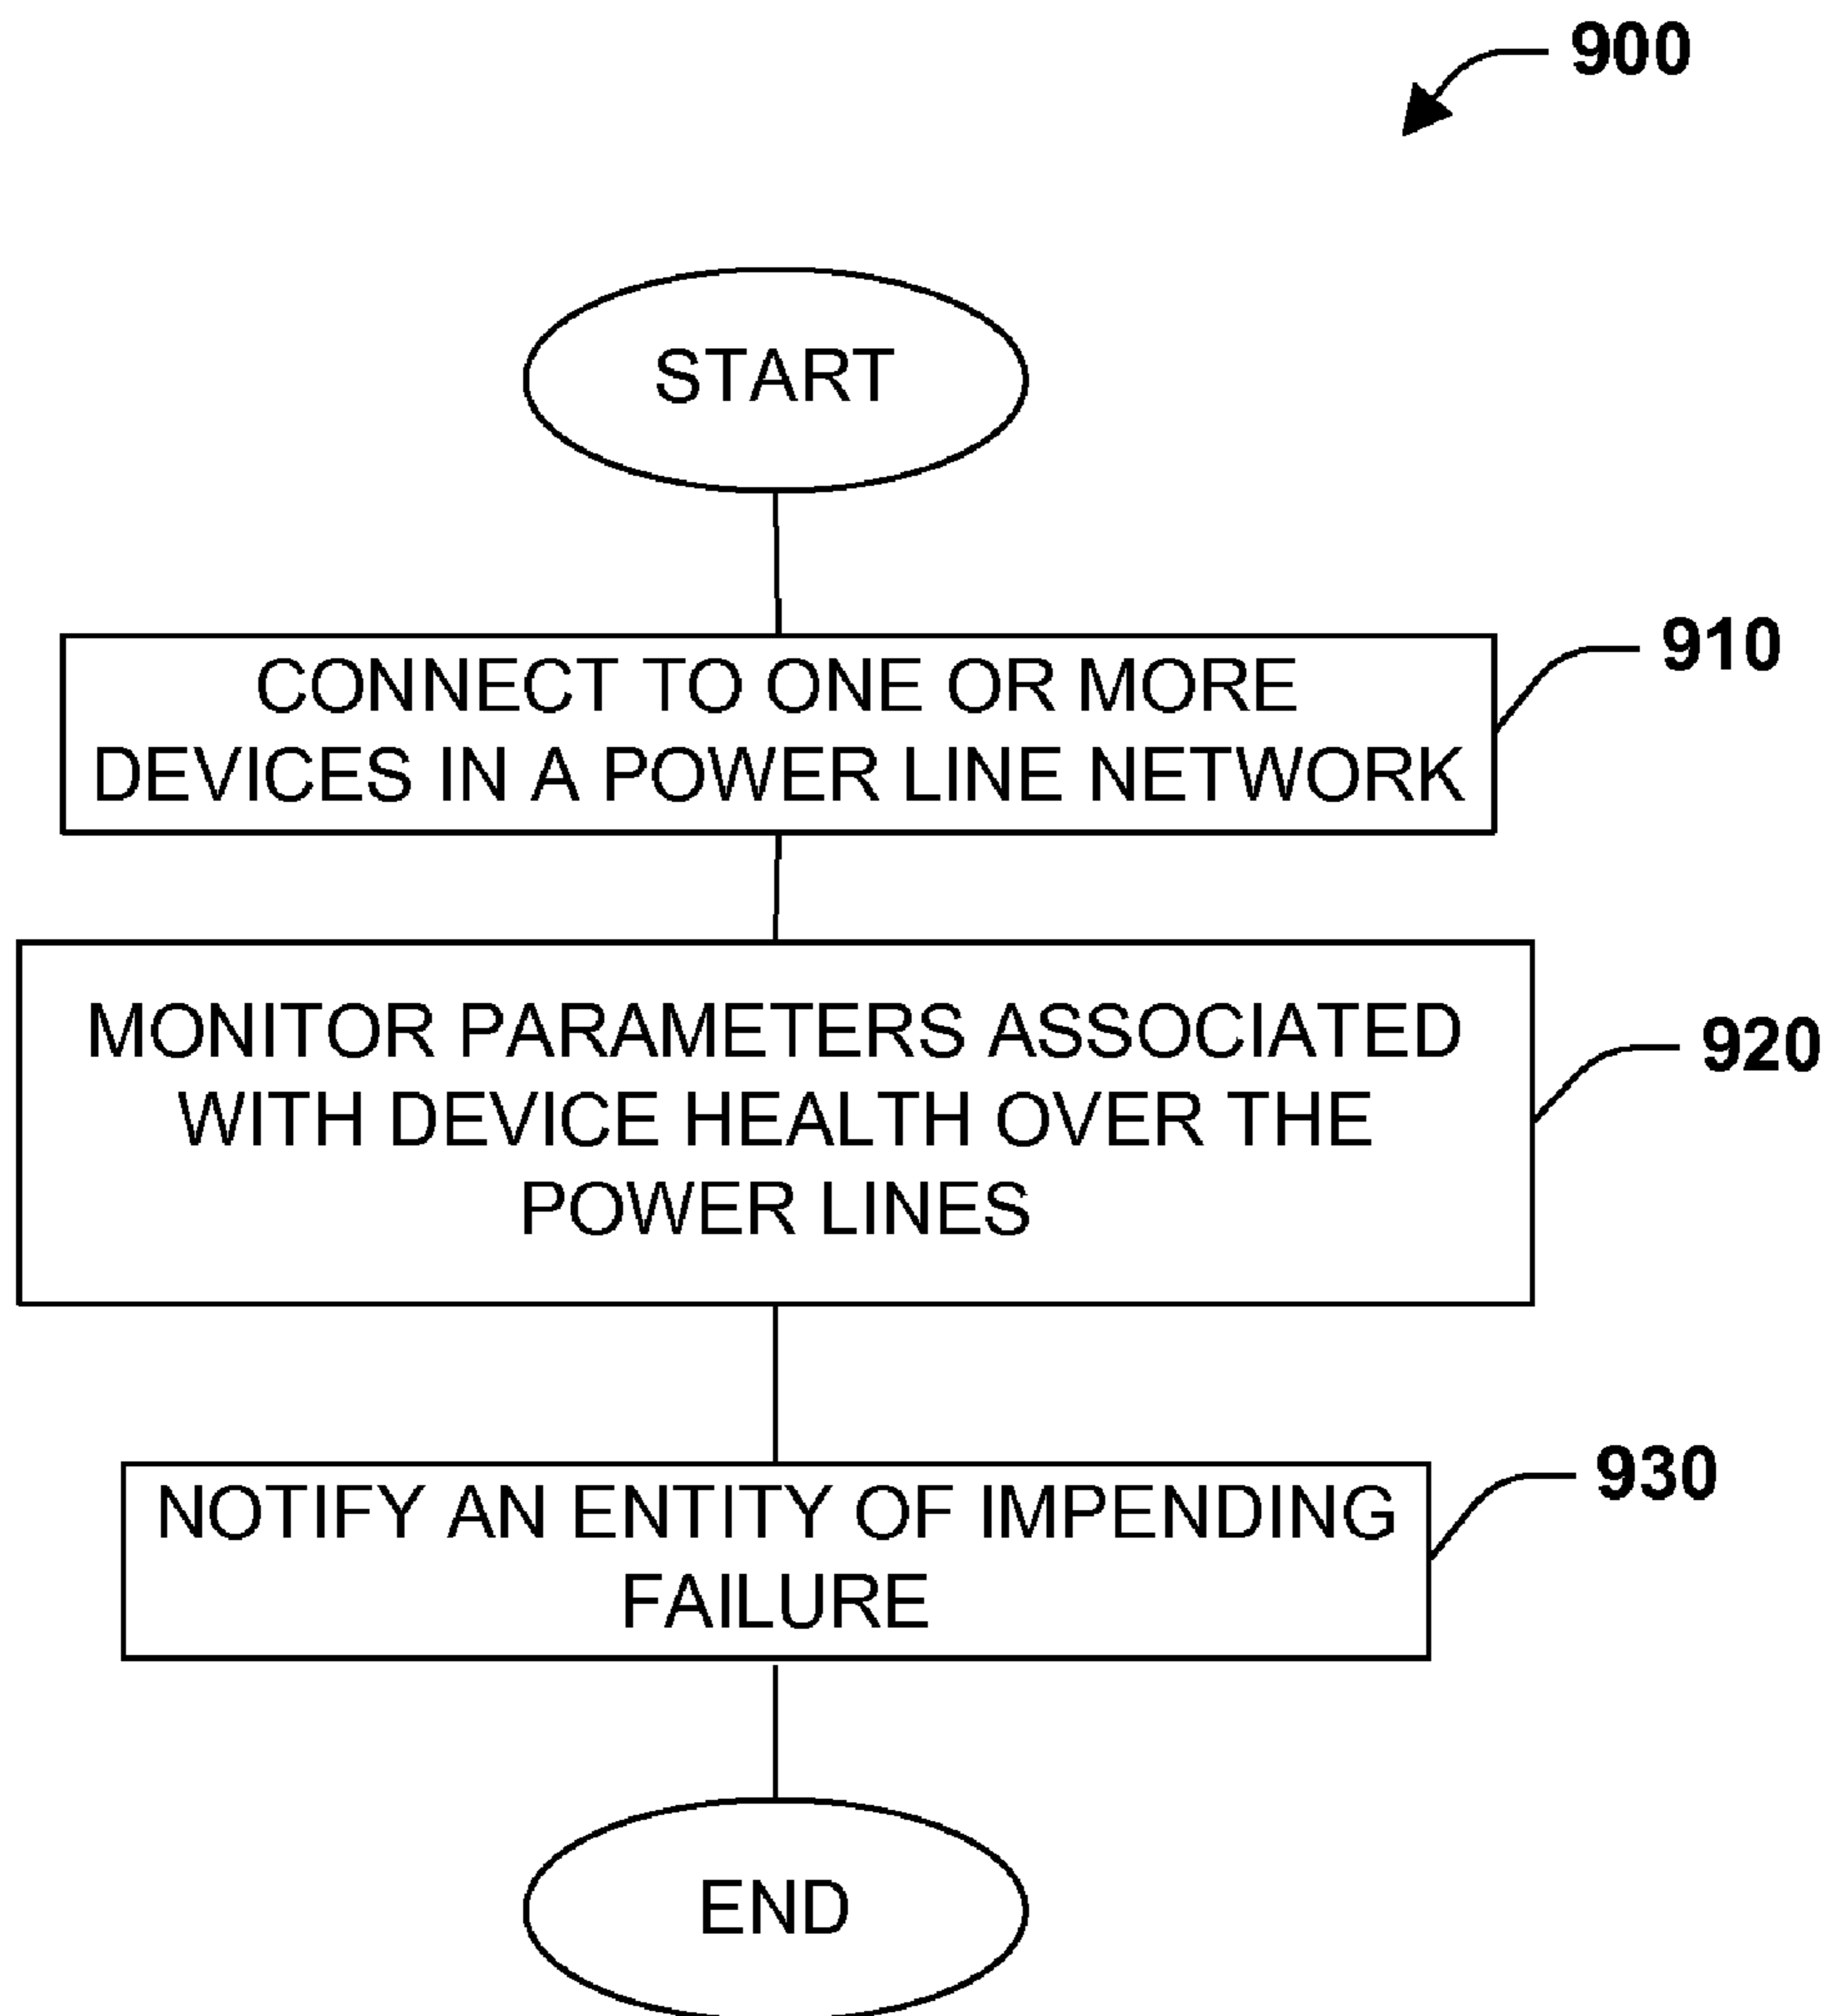 900
START
CONNECT TO ONE OR MORE
DEVICES IN A POWER LINE NETWORK
910
MONITOR PARAMETERS ASSOCIATED
WITH DEVICE HEALTH OVER THE
POWER LINES
920
NOTIFY AN ENTITY OF IMPENDING
FAILURE
930
END